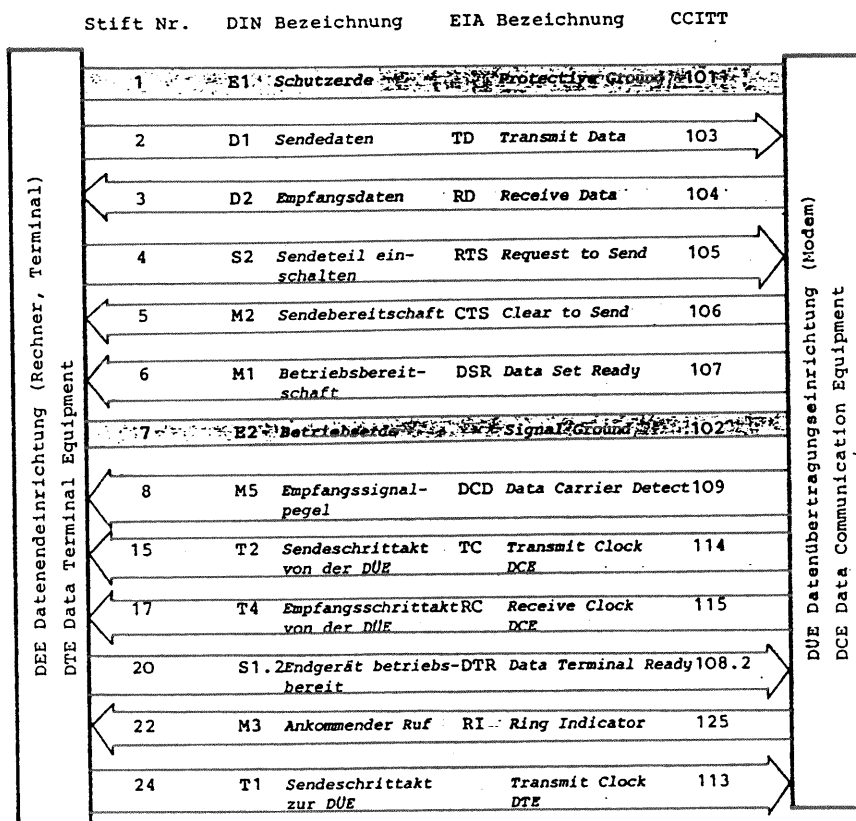 Stift Nr. DIN Bezeichnung EIA Bezeichnung CCITT
1 E1 Schutzerde Protective Ground 101
2 D1 Sendedaten TD Transmit Data 103
3 D2 Empfangsdaten RD Receive Data 104
4 S2 Sendeteil ein- RTS Request to Send 105
schalten
5 M2 Sendebereitschaft CTS Clear to Send 106
6 M1 Betriebsbereit- DSR Data Set Ready 107
schaft
7 E2 Betriebserde Signal Ground 102
8 M5 Empfangssignal- DCD Data Carrier Detect 109
pegel
15 T2 Sendeschrittakt TC Transmit Clock 114
von der DÜE DCE
17 T4 Empfangsschrittakt RC Receive Clock 115
von der DÜE DCE
20 S1.2 Endgerät betriebs- DTR Data Terminal Ready 108.2
bereit
22 M3 Ankommender Ruf RI Ring Indicator 125
24 T1 Sendeschrittakt Transmit Clock 113
zur DÜE DTE
DEE Datenendeinrichtung (Rechner, Terminal)
DTE Data Terminal Equipment
DÜE Datenübertragungseinrichtung (Modem)
DCE Data Communication Equipment